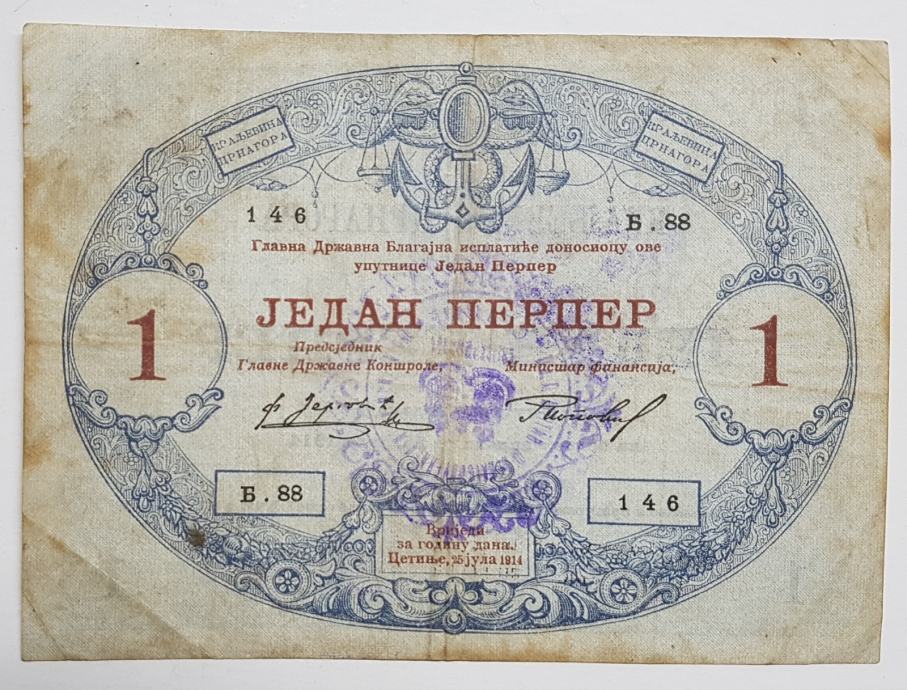 КРАЉЕВИНА
ЦРНАГОРА
КРАЉЕВИНА
ЦРНАГОРА
146
Б.88
Главна Државна Благајна исплатиће доносиоцу ове
упутнице Један Перпер
1
ЈЕДАН ПЕРПЕР
1
Предсједник
Главне Државне Контроле,
Министар финансија,
Б.88
146
Вриједи
за годину дана.
Цетиње, 25 јула 1914